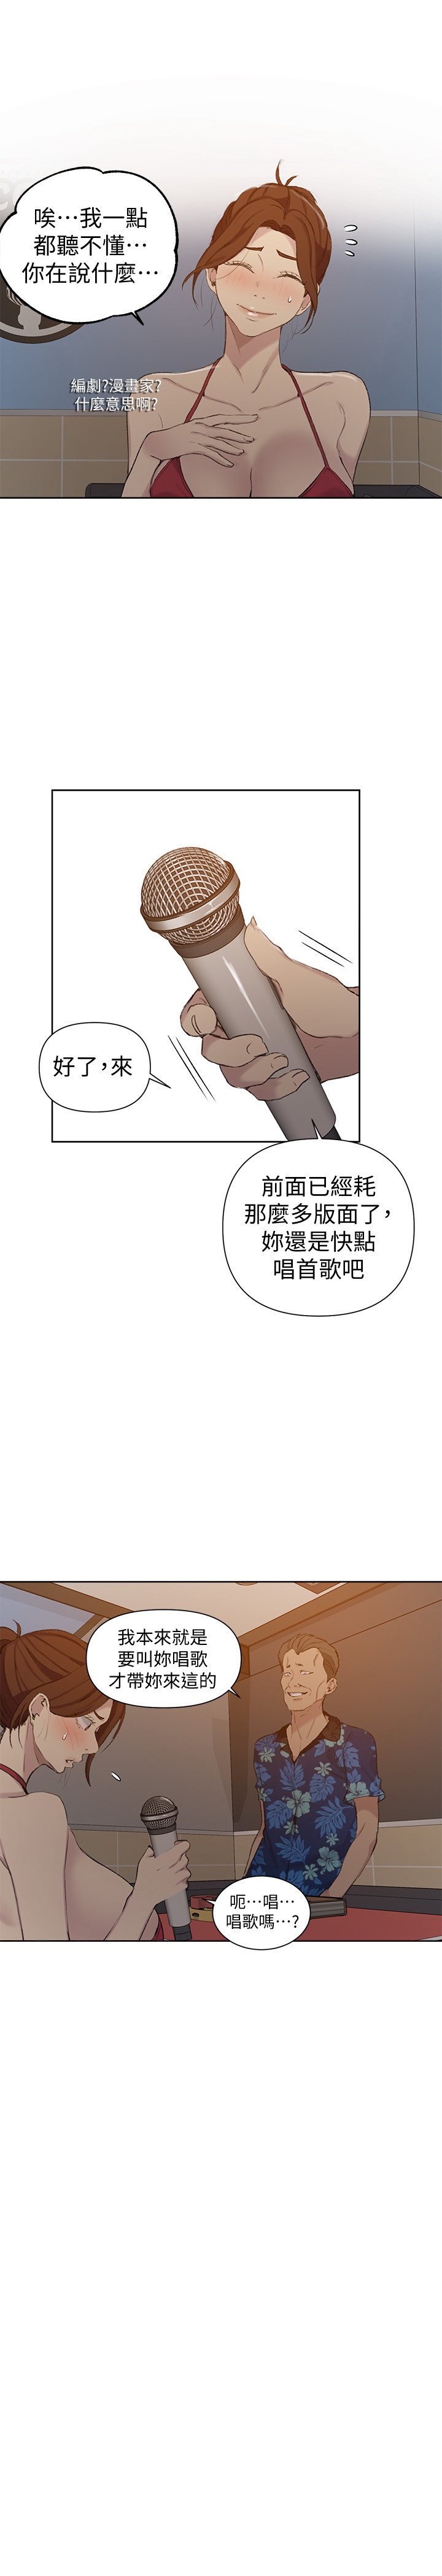 唉⋯我一點
都聽不懂⋯
你在說什麼⋯
編劇?漫畫家?
什麼意思啊?
好了，來
前面已經耗
那麼多版面了，
妳還是快點
唱首歌吧
我本來就是
要叫妳唱歌
才帶妳來這的
呃⋯唱⋯
唱歌嗎⋯?